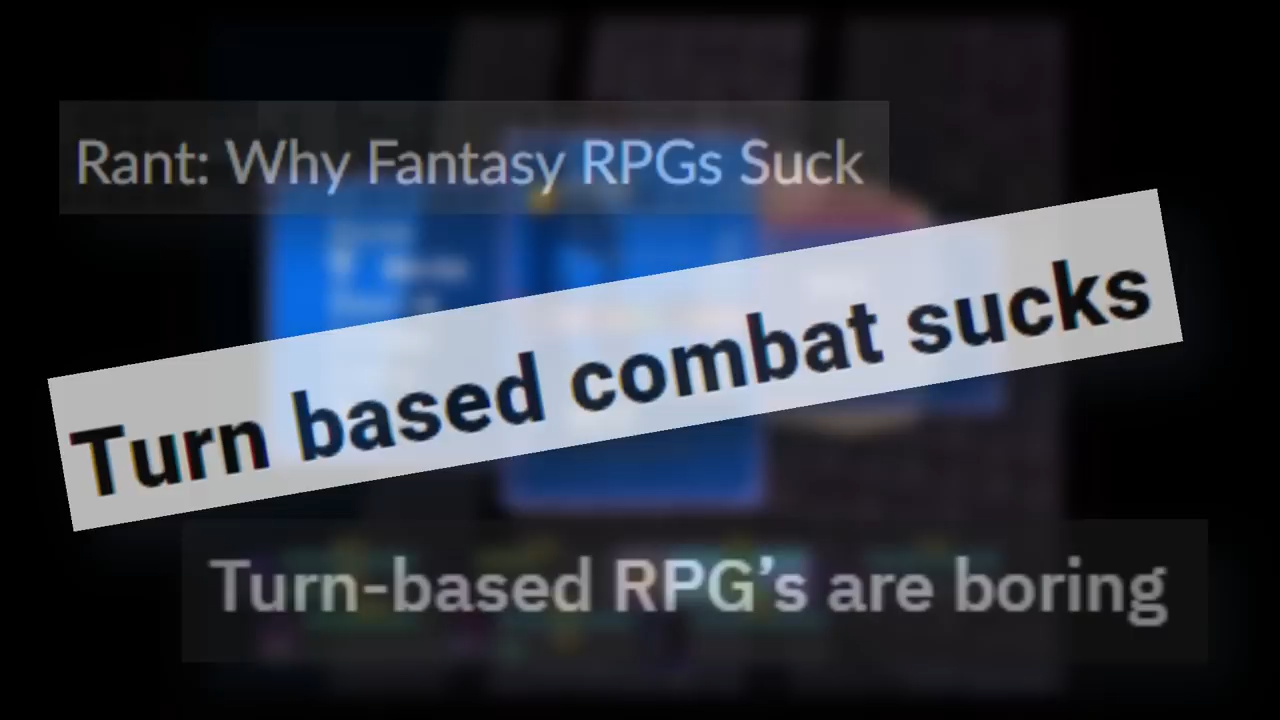 Rant: Why Fantasy RPGs Suck
Turn based combat sucks
Turn-based RPG’s are boring